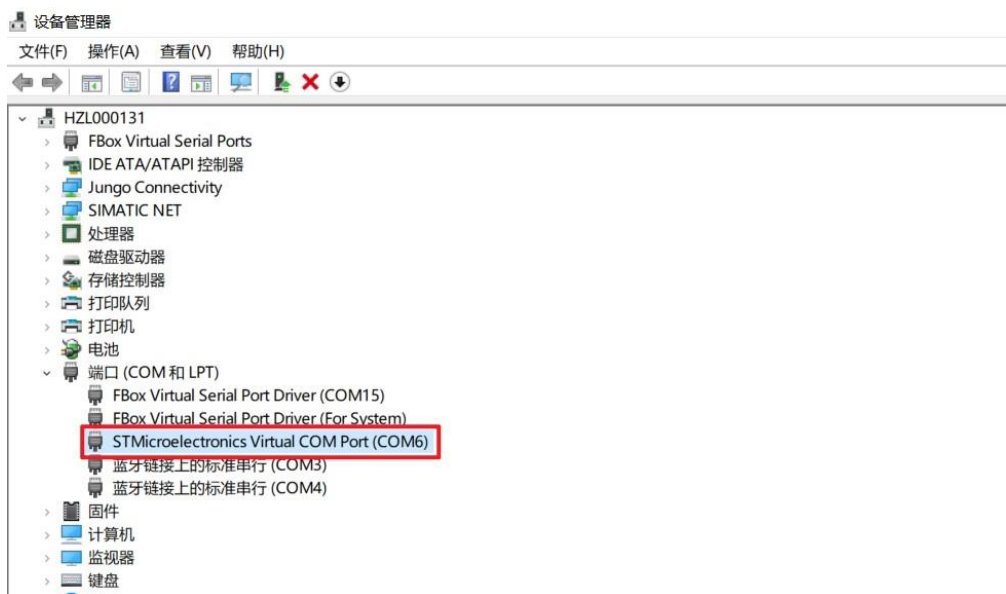 设备管理器
文件(F) 操作(A) 查看(V) 帮助(H)
HZL000131
FBox Virtual Serial Ports
IDE ATA/ATAPI 控制器
Jungo Connectivity
SIMATIC NET
处理器
磁盘驱动器
存储控制器
打印队列
打印机
电池
端口 (COM 和 LPT)
FBox Virtual Serial Port Driver (COM15)
FBox Virtual Serial Port Driver (For System)
STMicroelectronics Virtual COM Port (COM6)
蓝牙链接上的标准串行 (COM3)
蓝牙链接上的标准串行 (COM4)
固件
计算机
监视器
键盘